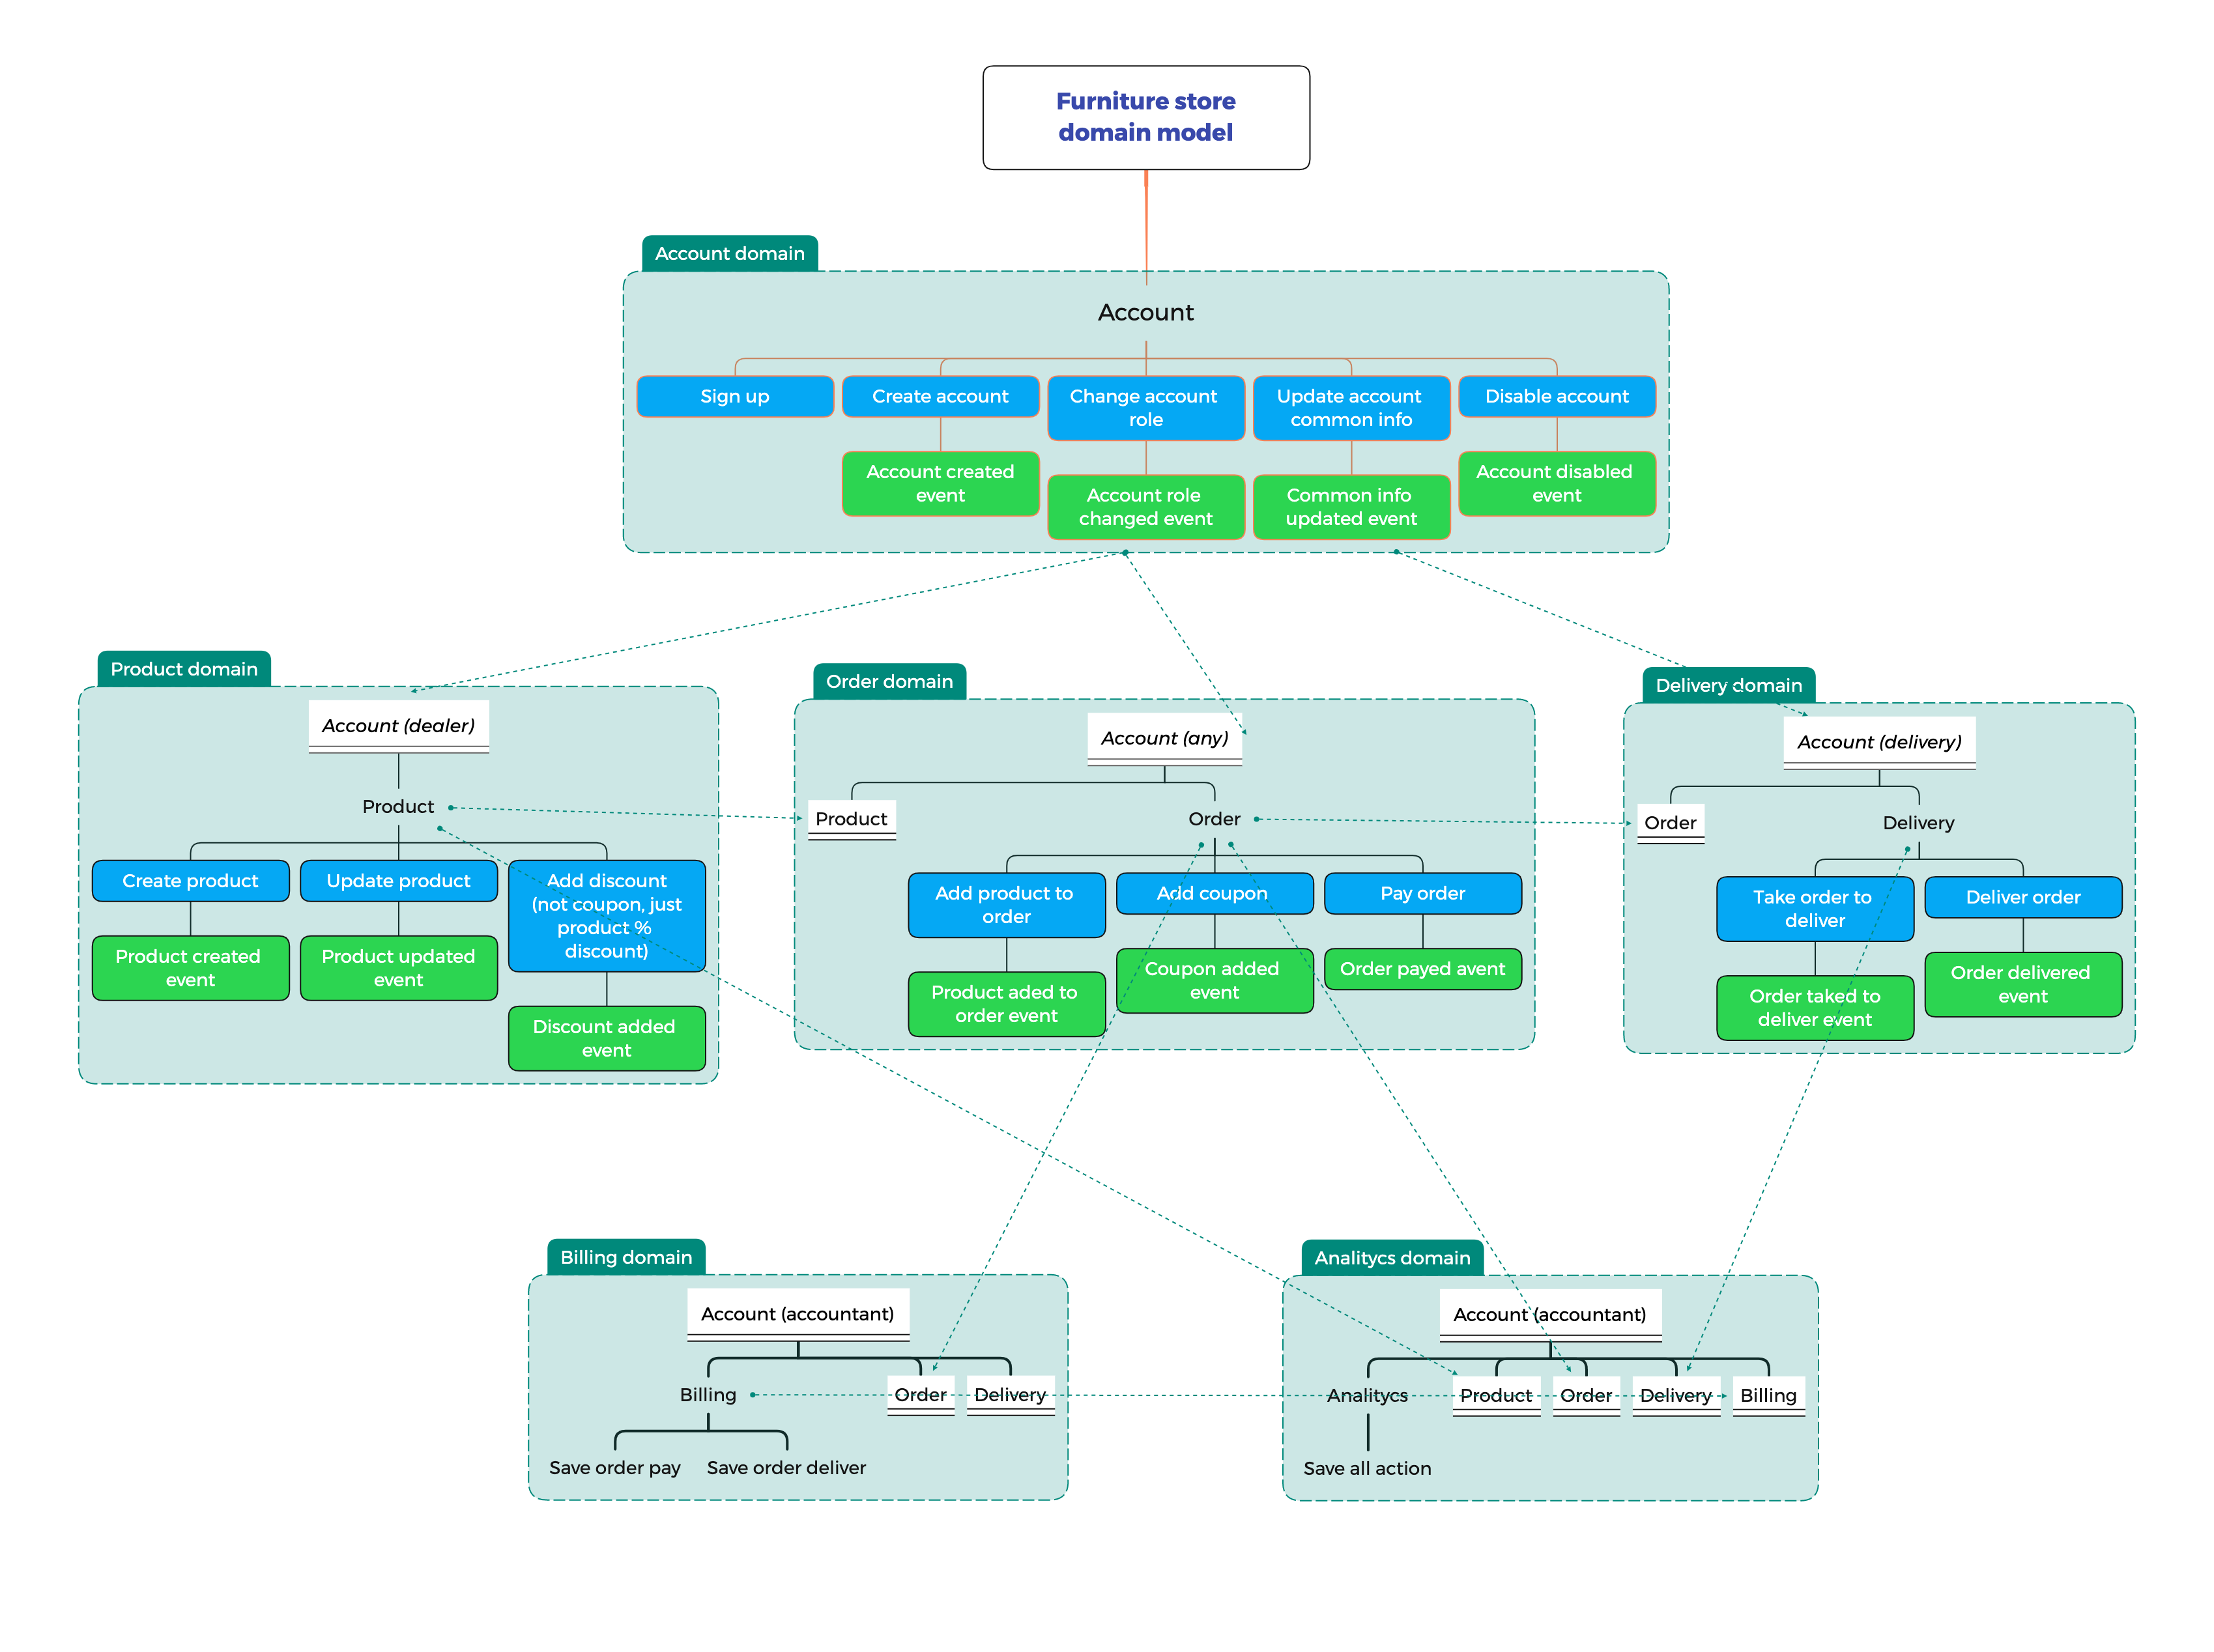 Furniture store
domain model
Account domain
Account
Sign up
Create account
Change account
role
Update account
common info
Disable account
Account created
event
Account role
changed event
Common info
updated event
Account disabled
event
Product domain
Account (dealer)
Product
Create product
Update product
Add discount
(not coupon, just
product %
discount)
Product created
event
Product updated
event
Discount added
event
Order domain
Account (any)
Product
Order
Add product to
order
Add coupon
Pay order
Product aded to
order event
Coupon added
event
Order payed avent
Delivery domain
Account (delivery)
Order
Delivery
Take order to
deliver
Deliver order
Order taked to
deliver event
Order delivered
event
Billing domain
Account (accountant)
Billing
Order
Delivery
Save order pay
Save order deliver
Analitycs domain
Account (accountant)
Analitycs
Product
Order
Delivery
Billing
Save all action